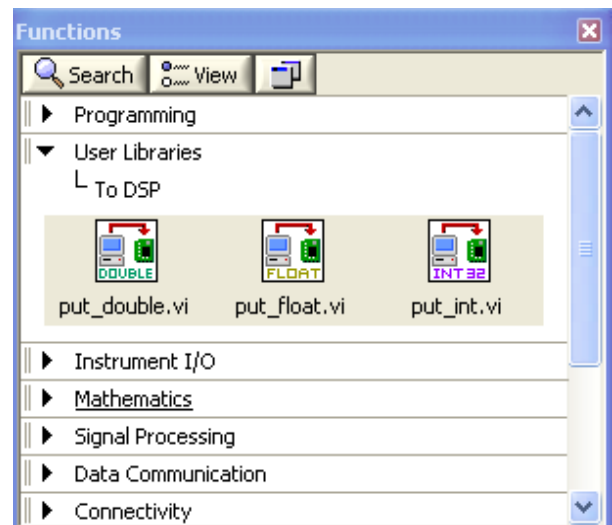 Functions
Search View
Programming
User Libraries
To DSP
DOUBLE FLOAT INT32
put_double.vi put_float.vi put_int.vi
Instrument I/O
Mathematics
Signal Processing
Data Communication
Connectivity